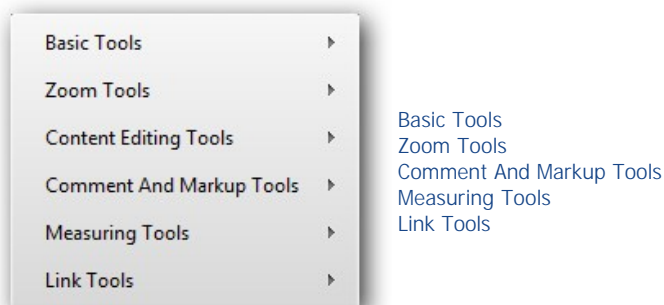 Basic Tools
Zoom Tools
Content Editing Tools
Comment And Markup Tools
Measuring Tools
Link Tools
Basic Tools
Zoom Tools
Comment And Markup Tools
Measuring Tools
Link Tools